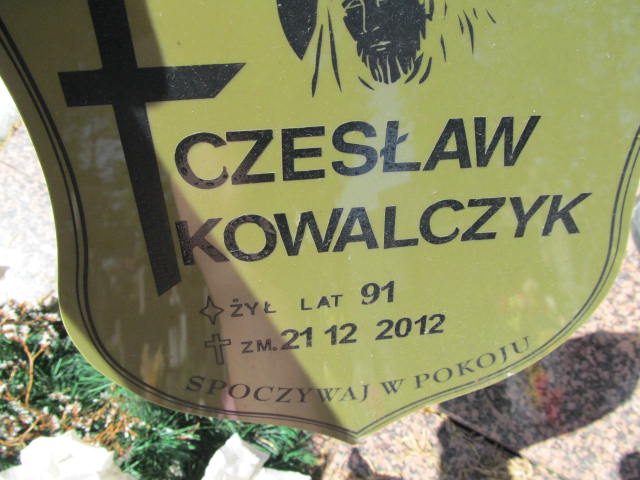 CZESŁAW
KOWALCZYK
ŻYŁ LAT 91
ZM. 21 12 2012
SPOCZYWAJ W POKOJU